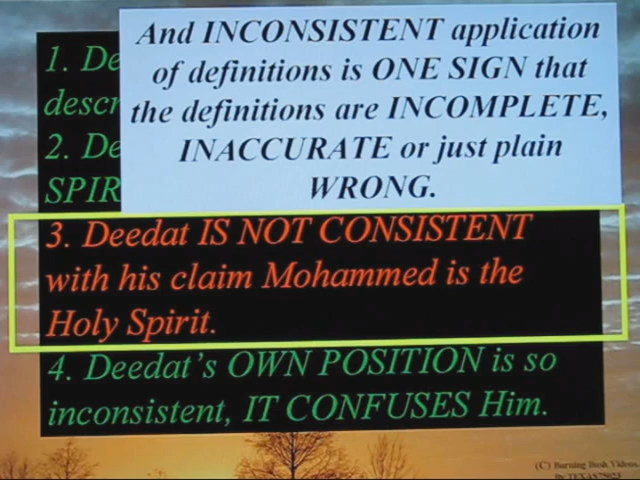 And INCONSISTENT application
of definitions is ONE SIGN that
the definitions are INCOMPLETE,
INACCURATE or just plain
WRONG.
1. De
descr
2. De
SPIR
3. Deedat IS NOT CONSISTENT
with his claim Mohammed is the
Holy Spirit.
4. Deedat's OWN POSITION is so
inconsistent, IT CONFUSES Him.
(C) Burning Bush Videos,
By TEXAS75024